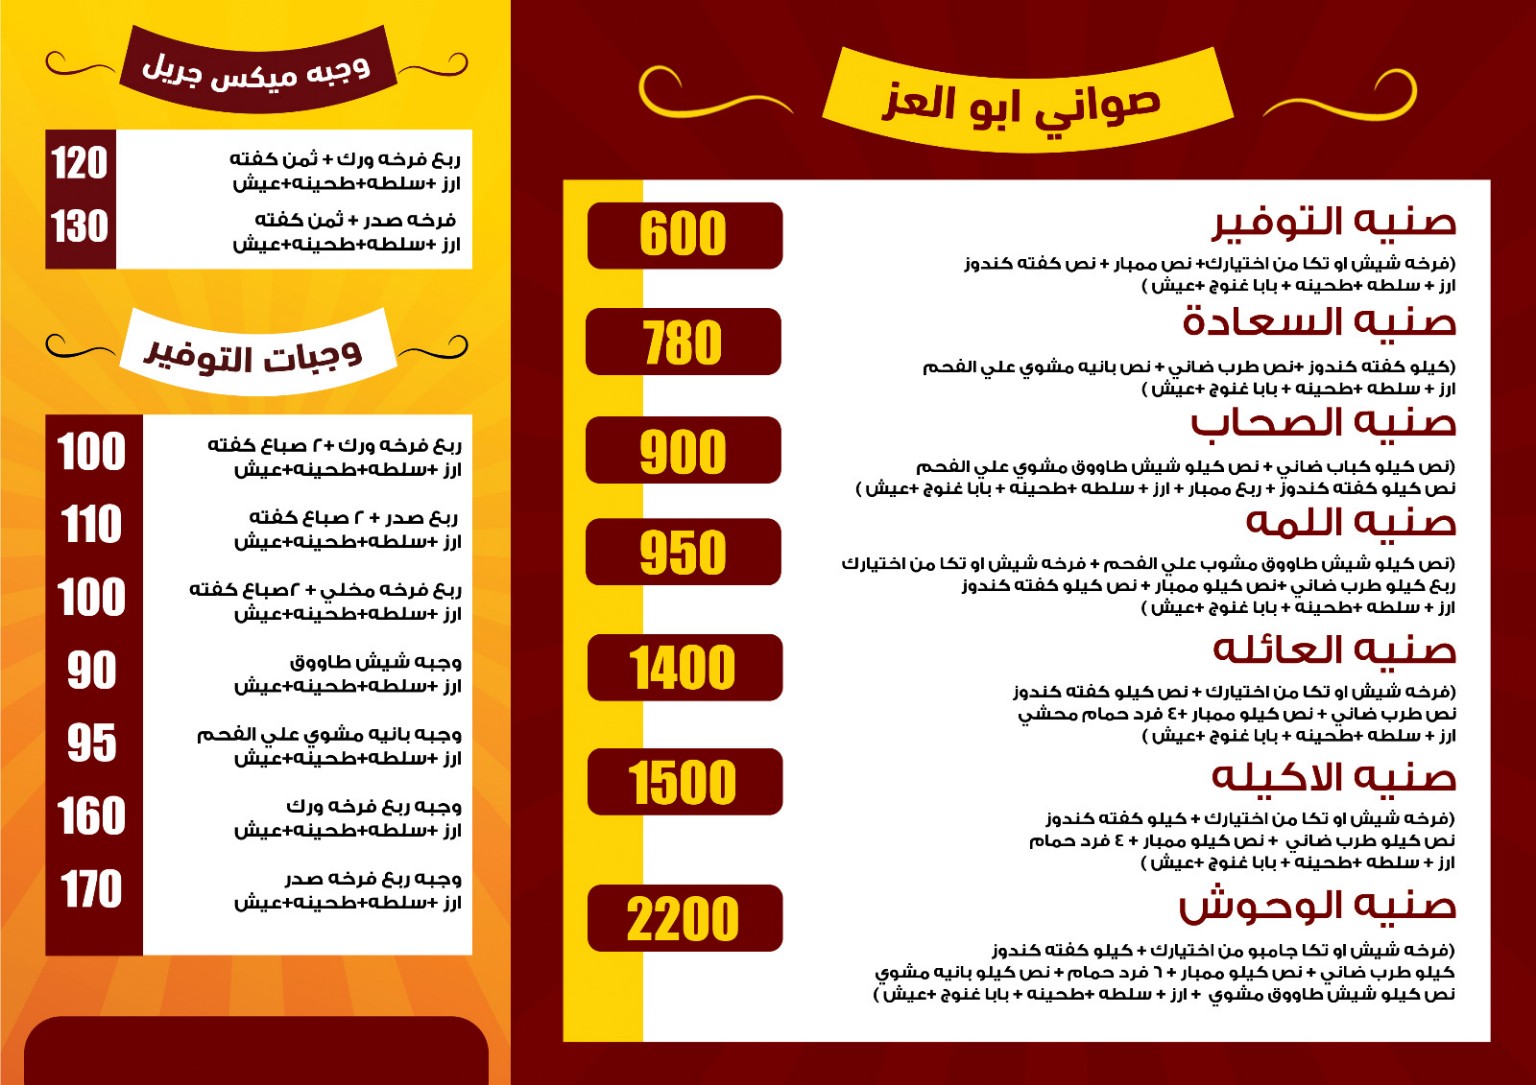 صواني ابو العز
صنيه التوفير
600
(فرخه شيش او تكا من اختيارك+ نص ممبار + نص كفته كندوز
ارز + سلطه +طحينه + بابا غنوج +عيش )
صنيه السعادة
780
(كيلو كفته كندوز +نص طرب ضاني + نص بانيه مشوي علي الفحم
ارز + سلطه +طحينه + بابا غنوج +عيش )
صنيه الصحاب
900
(نص كيلو كباب ضاني + نص كيلو شيش طاووق مشوي علي الفحم
نص كيلو كفته كندوز + ربع ممبار + ارز + سلطه +طحينه + بابا غنوج +عيش )
صنيه اللمه
950
(نص كيلو شيش طاووق مشوب علي الفحم + فرخه شيش او تكا من اختيارك
ربع كيلو طرب ضاني +نص كيلو ممبار + نص كيلو كفته كندوز
ارز + سلطه +طحينه + بابا غنوج +عيش )
صنيه العائله
1400
(فرخه شيش او تكا من اختيارك + نص كيلو كفته كندوز
نص طرب ضاني + نص كيلو ممبار +٤ فرد حمام محشي
ارز + سلطه +طحينه + بابا غنوج +عيش )
صنيه الاكيله
1500
(فرخه شيش او تكا من اختيارك + كيلو كفته كندوز
نص كيلو طرب ضاني + نص كيلو ممبار + ٤ فرد حمام
ارز + سلطه +طحينه + بابا غنوج +عيش )
صنيه الوحوش
2200
(فرخه شيش او تكا جامبو من اختيارك + كيلو كفته كندوز
كيلو طرب ضاني + نص كيلو ممبار + ٦ فرد حمام + نص كيلو بانيه مشوي
نص كيلو شيش طاووق مشوي + ارز + سلطه +طحينه + بابا غنوج +عيش )
وجبه ميكس جريل
ربع فرخه ورك + ثمن كفته
120
ارز +سلطه+طحينه+عيش
فرخه صدر + ثمن كفته
130
ارز +سلطه+طحينه+عيش
وجبات التوفير
ربع فرخه ورك +٢ صباع كفته
100
ارز +سلطه+طحينه+عيش
ربع صدر + ٢ صباع كفته
110
ارز +سلطه+طحينه+عيش
ربع فرخه مخلي + ٢صباع كفته
100
ارز +سلطه+طحينه+عيش
وجبه شيش طاووق
90
ارز +سلطه+طحينه+عيش
وجبه بانيه مشوي علي الفحم
95
ارز +سلطه+طحينه+عيش
وجبه ربع فرخه ورك
160
ارز +سلطه+طحينه+عيش
وجبه ربع فرخه صدر
170
ارز +سلطه+طحينه+عيش